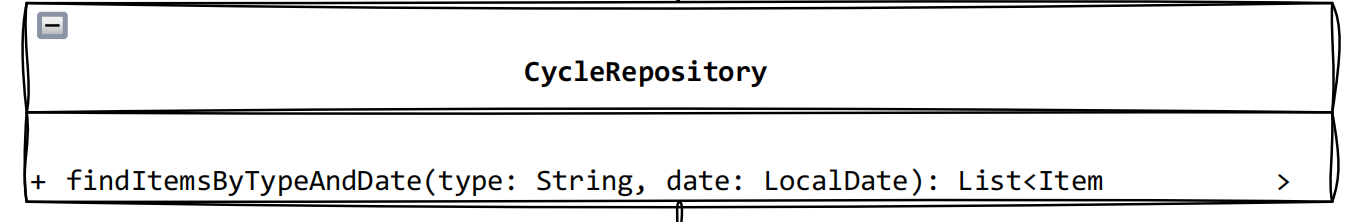 CycleRepository
+ findItemsByTypeAndDate(type: String, date: LocalDate): List<Item >